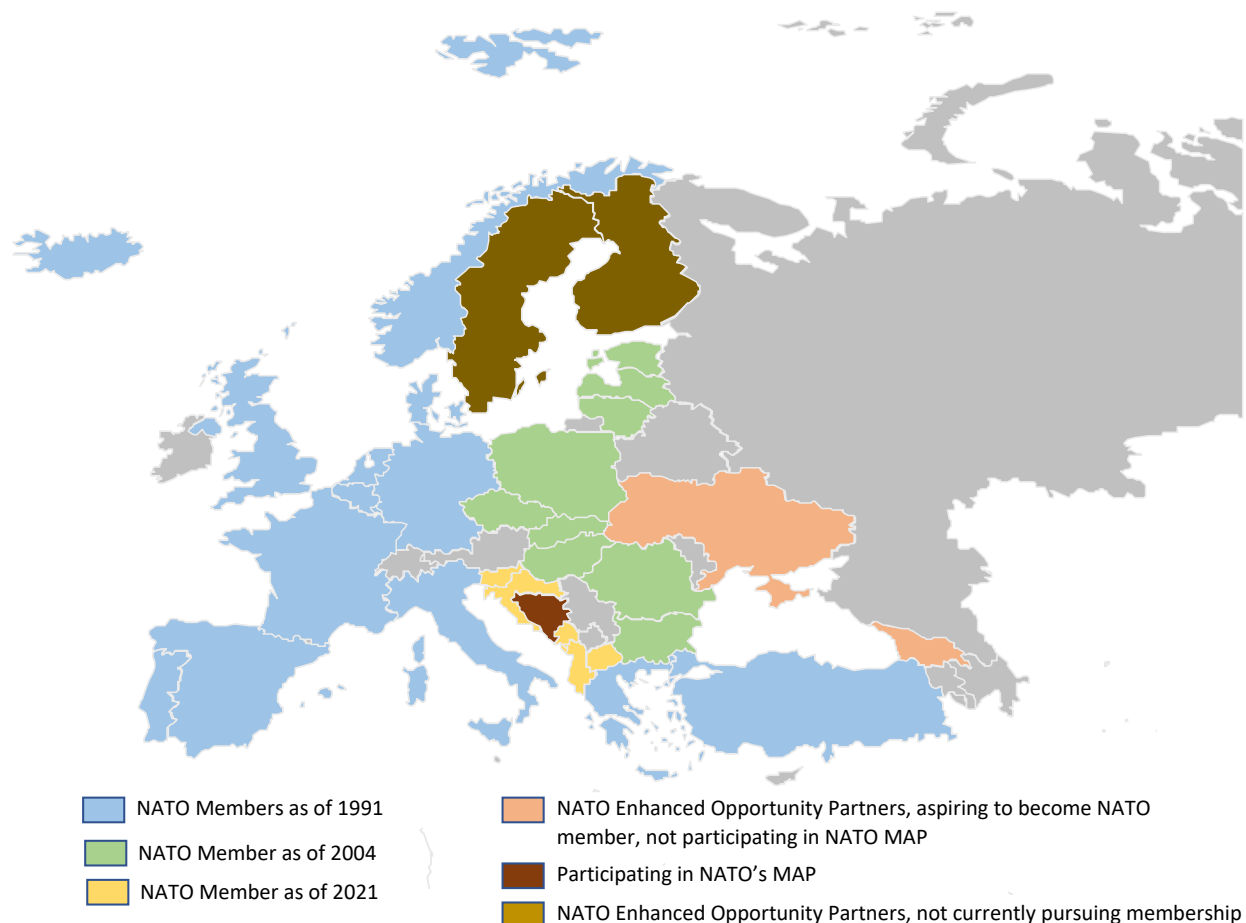 NATO Members as of 1991
NATO Member as of 2004
NATO Member as of 2021
NATO Enhanced Opportunity Partners, aspiring to become NATO
member, not participating in NATO MAP
Participating in NATO's MAP
NATO Enhanced Opportunity Partners, not currently pursuing membership